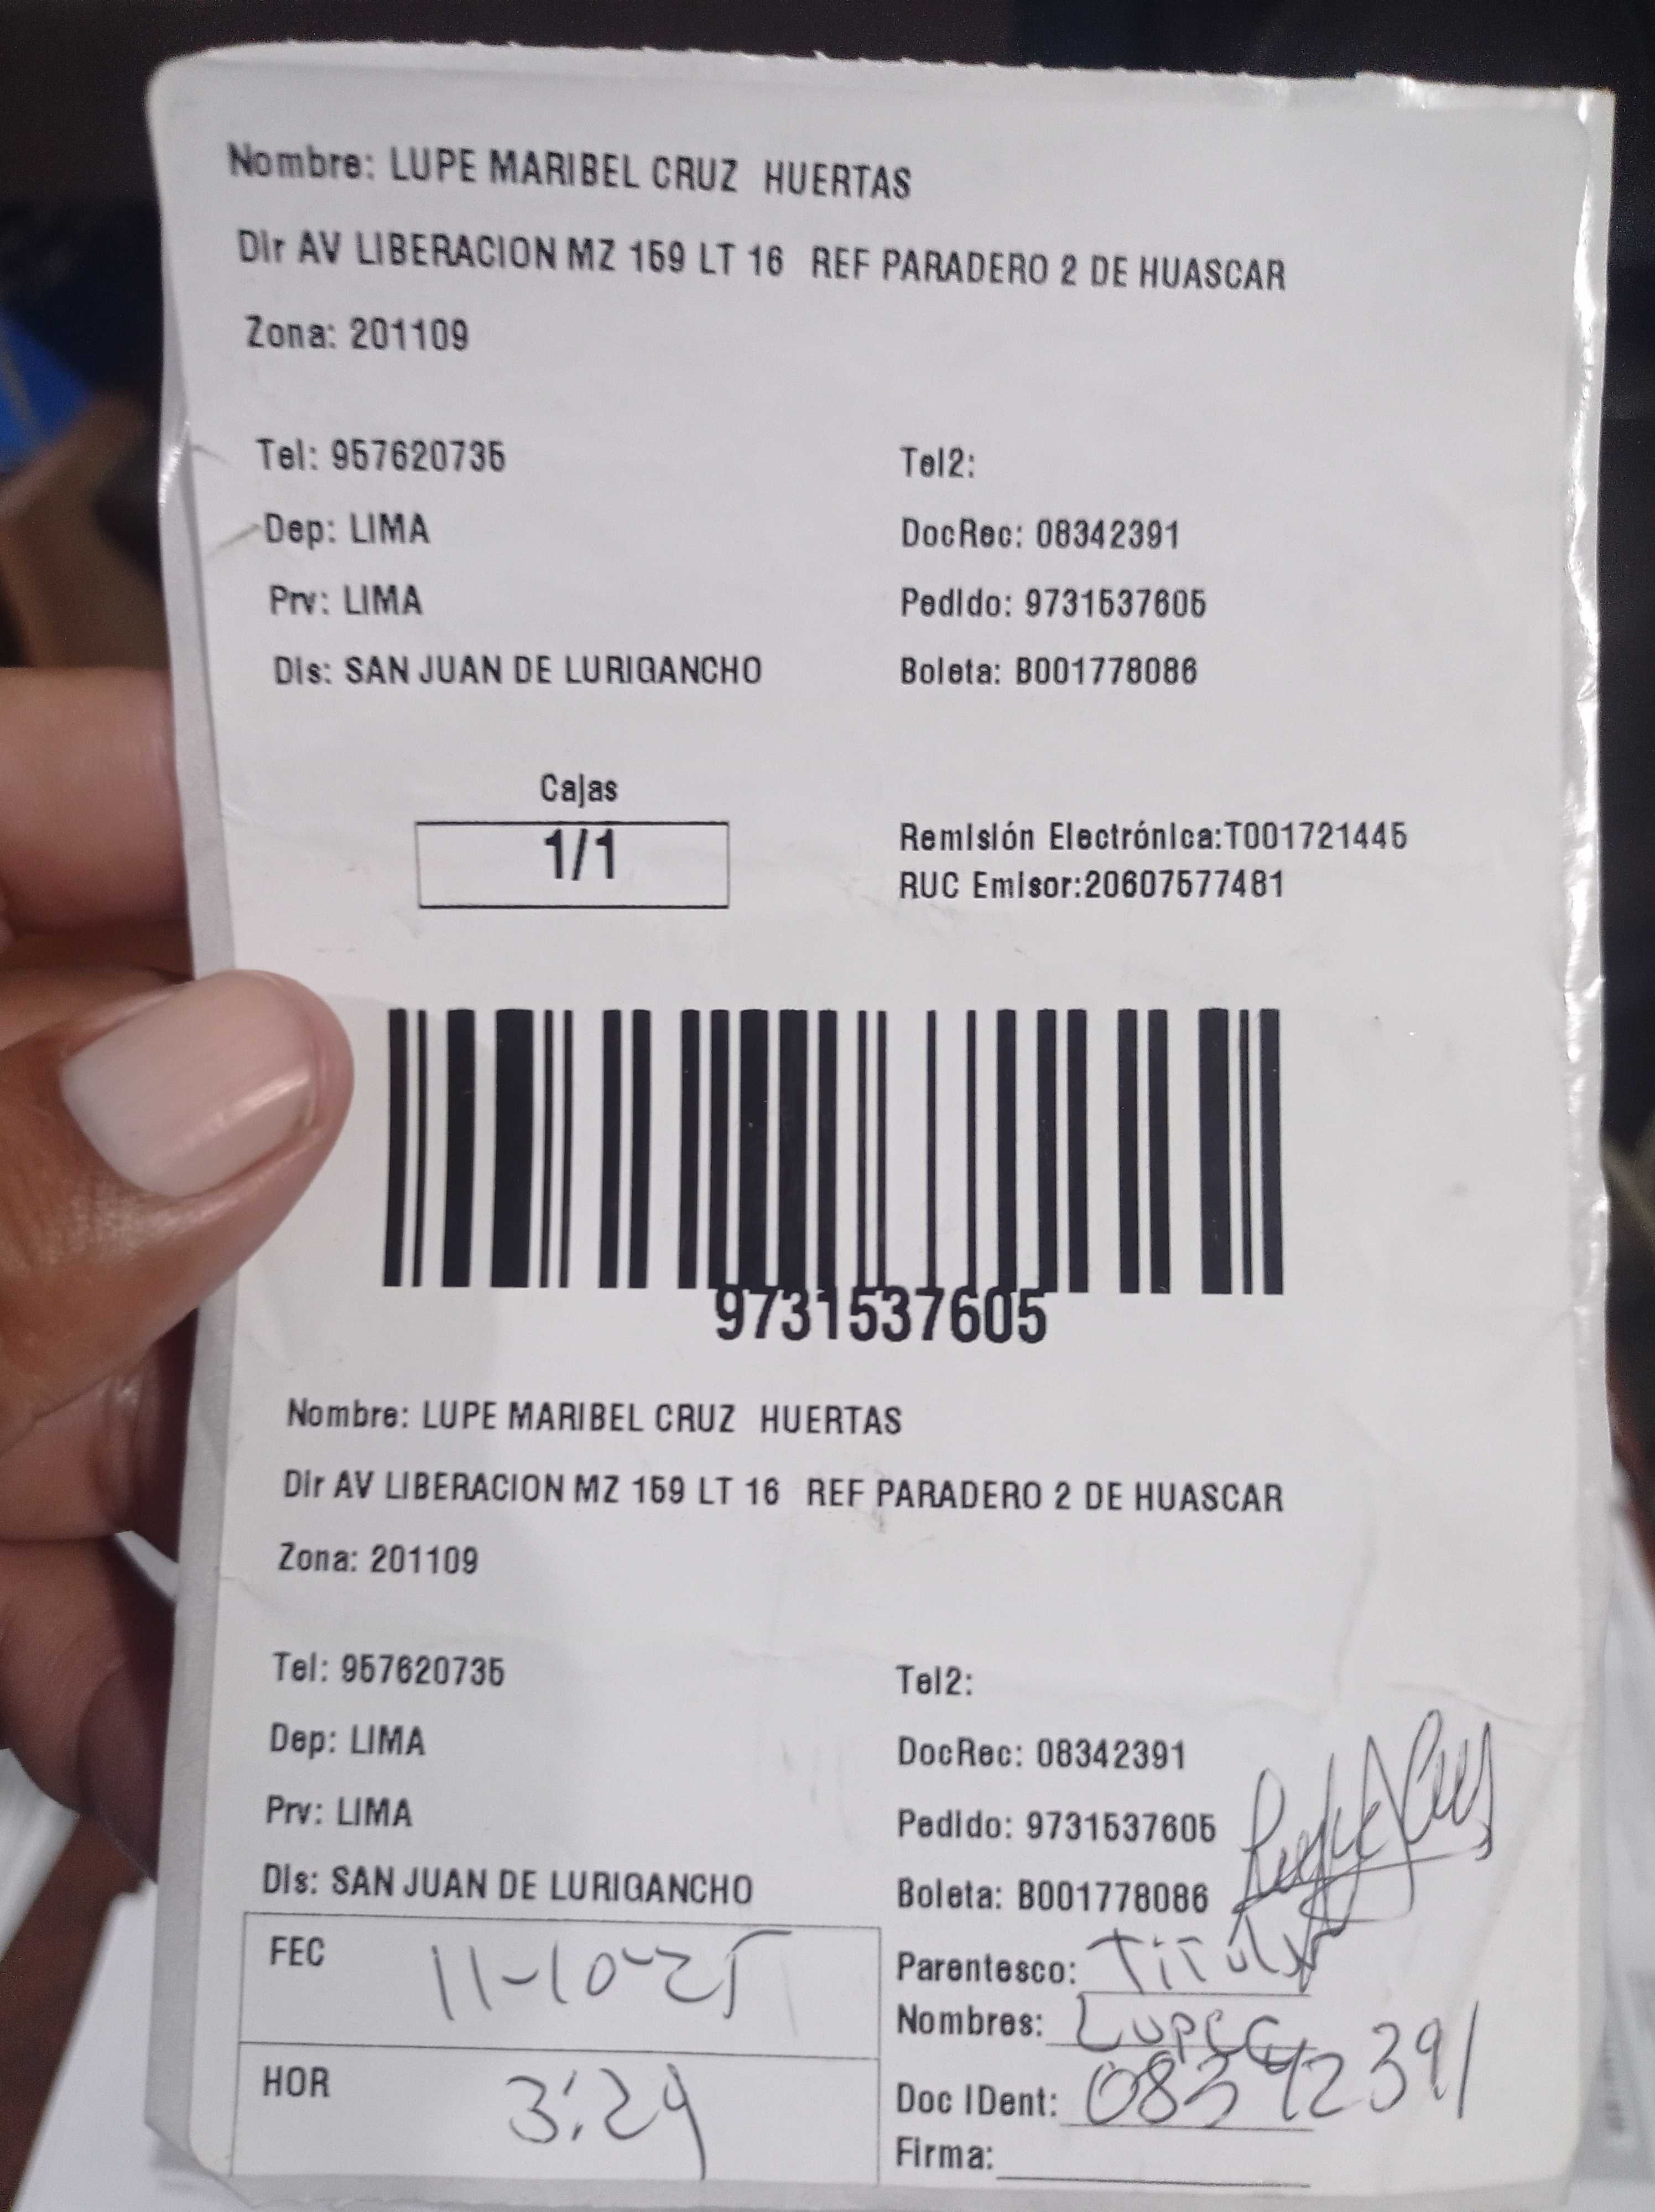 Nombre: LUPE MARIBEL CRUZ HUERTAS
Dir AV LIBERACION MZ 159 LT 16 REF PARADERO 2 DE HUASCAR
Zona: 201109
Tel: 957620735 Tel2:
Dep: LIMA DocRec: 08342391
Prv: LIMA Pedido: 9731537605
Dis: SAN JUAN DE LURIGANCHO Boleta: B001778086
Cajas
1/1
Remisión Electrónica:T001721445
RUC Emisor:20607577481
9731537605
Nombre: LUPE MARIBEL CRUZ HUERTAS
Dir AV LIBERACION MZ 159 LT 16 REF PARADERO 2 DE HUASCAR
Zona: 201109
Tel: 957620735 Tel2:
Dep: LIMA DocRec: 08342391
Prv: LIMA Pedido: 9731537605
Dis: SAN JUAN DE LURIGANCHO Boleta: B001778086
FEC 11-10-25
Parentesco: Titular
Nombres: Lupe C
HOR 3:29
Doc IDent: 08342391
Firma: